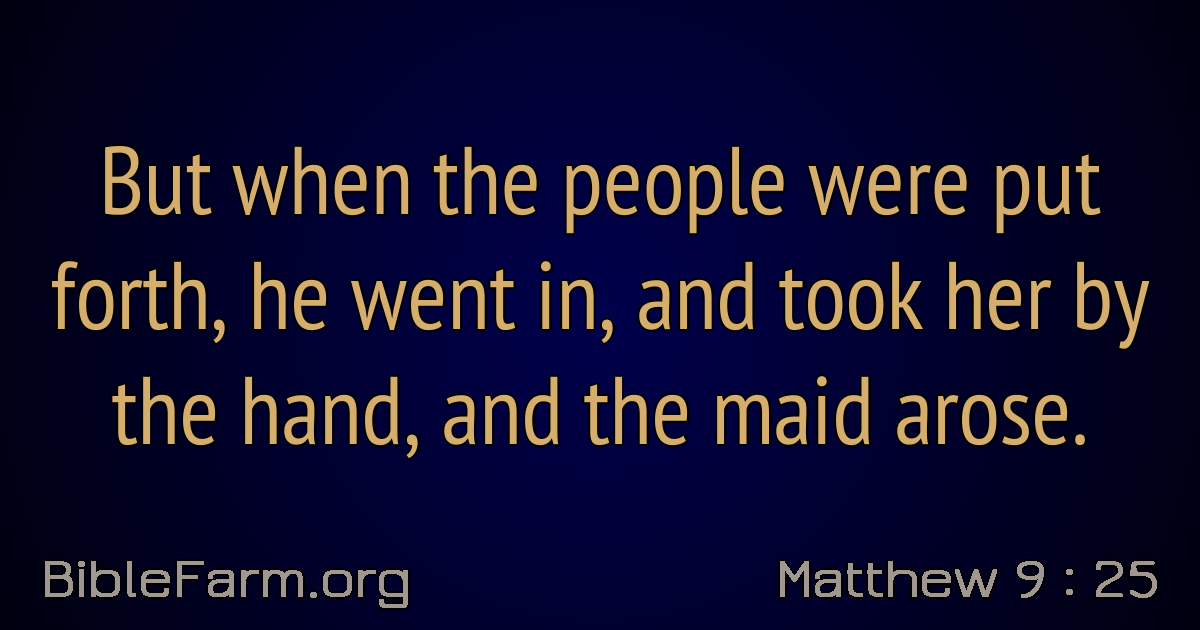 But when the people were put
forth, he went in, and took her by
the hand, and the maid arose.
BibleFarm.org
Matthew 9 : 25